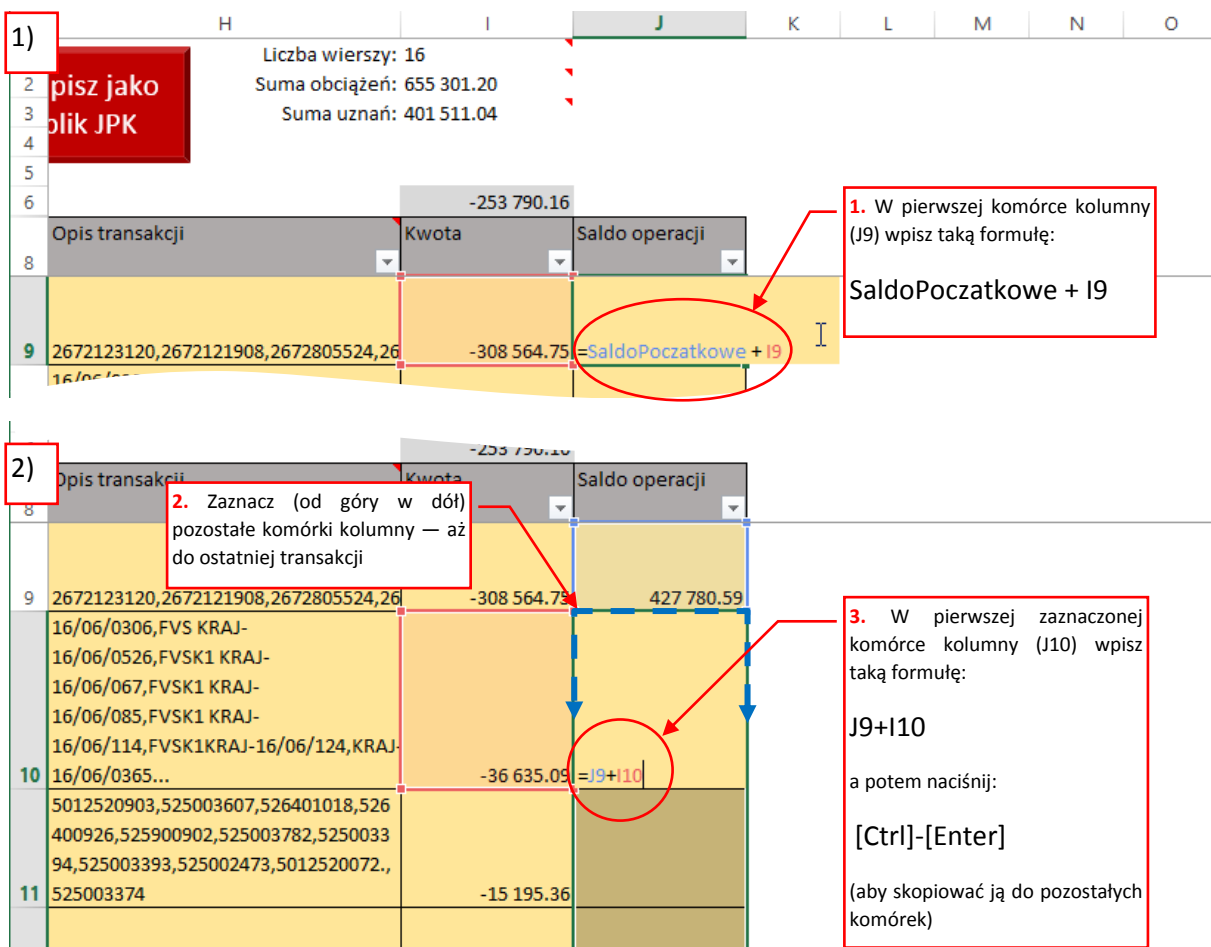 1)
H I J K L M N O
Liczba wierszy: 16
2 pisz jako Suma obciążeń: 655 301.20
3 plik JPK Suma uznań: 401 511.04
4
5
6 -253 790.16
Opis transakcji Kwota Saldo operacji
8
9 2672123120,2672121908,2672805524,26 -308 564.75 =SaldoPoczatkowe + I9
1. W pierwszej komórce kolumny
(J9) wpisz taką formułę:
SaldoPoczatkowe + I9
2)
-253 790.16
Opis transakcji Kwota Saldo operacji
8
2. Zaznacz (od góry w dół)
pozostałe komórki kolumny — aż
do ostatniej transakcji
9 2672123120,2672121908,2672805524,26 -308 564.75 427 780.59
16/06/0306,FVS KRAJ-
16/06/0526,FVSK1 KRAJ-
16/06/067,FVSK1 KRAJ-
16/06/085,FVSK1 KRAJ-
16/06/114,FVSK1KRAJ-16/06/124,KRAJ-
10 16/06/0365... -36 635.09 =J9+I10
5012520903,525003607,526401018,526
400926,525900902,525003782,5250033
94,525003393,525002473,5012520072.,
11 525003374 -15 195.36
3. W pierwszej zaznaczonej
komórce kolumny (J10) wpisz
taką formułę:
J9+I10
a potem naciśnij:
[Ctrl]-[Enter]
(aby skopiować ją do pozostałych
komórek)